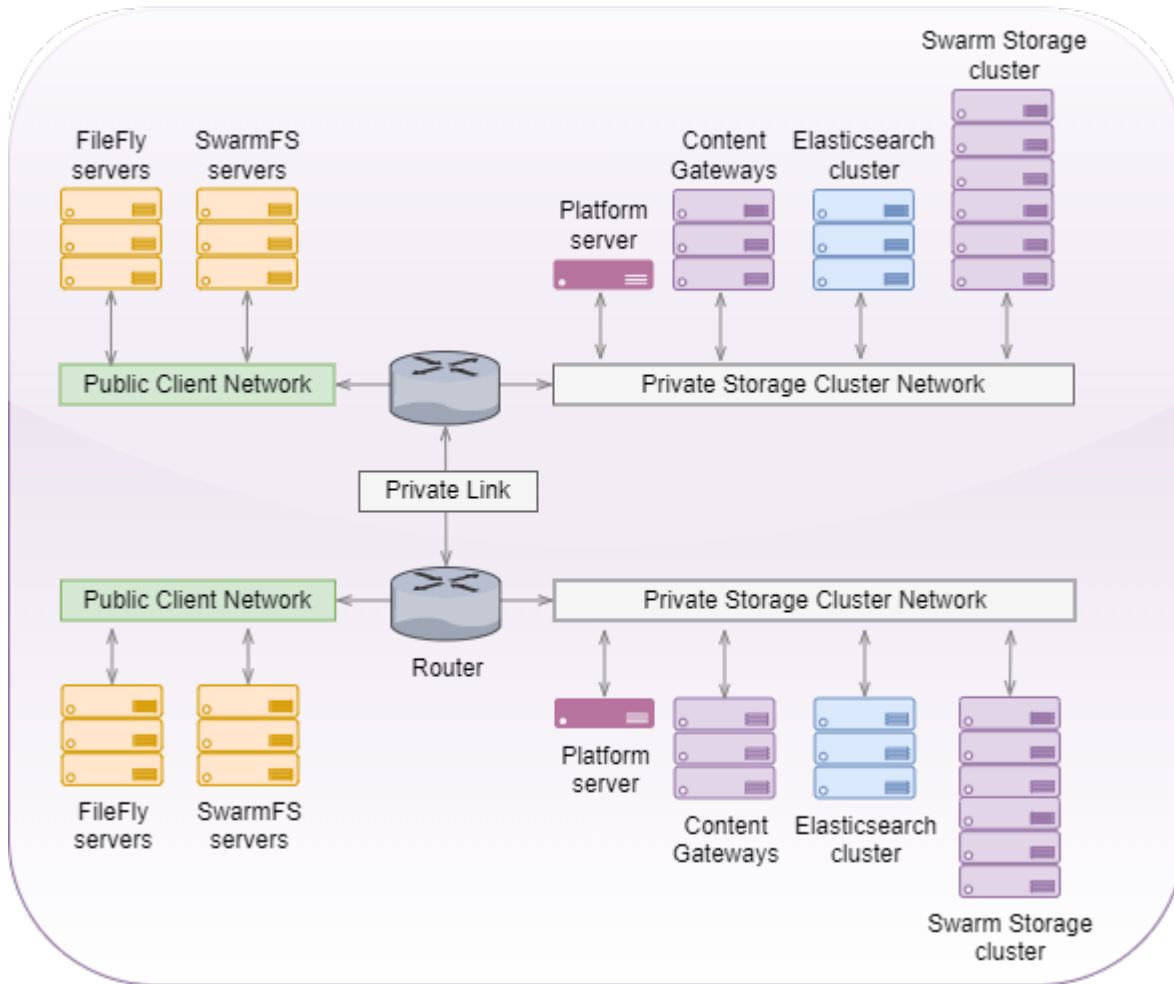 Swarm Storage
cluster
FileFly
servers
SwarmFS
servers
Content
Gateways
Elasticsearch
cluster
Platform
server
Public Client Network
Private Storage Cluster Network
Private Link
Public Client Network
Private Storage Cluster Network
Router
Platform
server
FileFly
servers
SwarmFS
servers
Content
Gateways
Elasticsearch
cluster
Swarm Storage
cluster